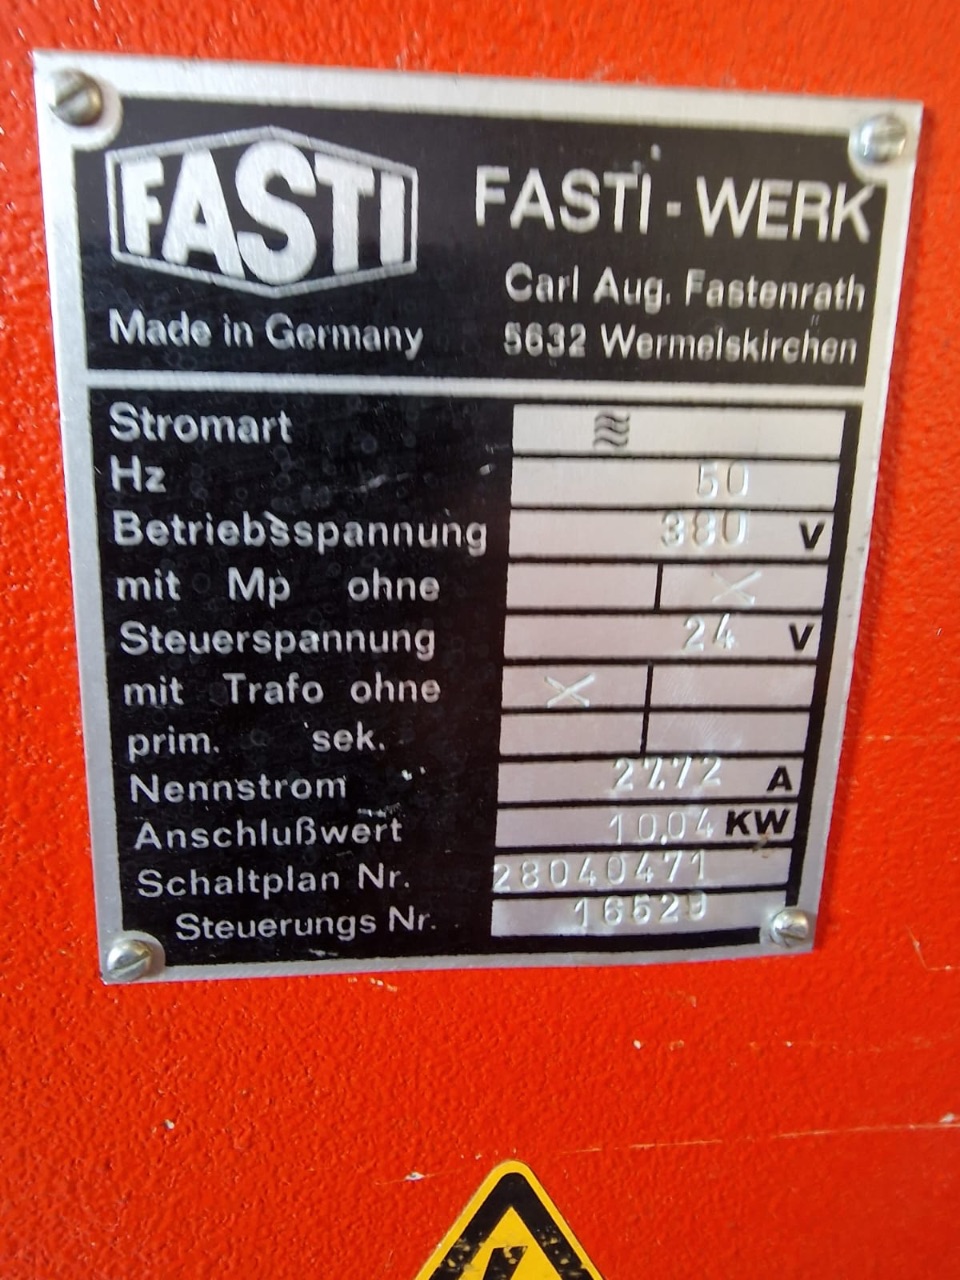 FASTI
FASTI - WERK
Carl Aug. Fastenrath
Made in Germany
5632 Wermelskirchen
Stromart
Hz 50
Betriebsspannung 380 V
mit Mp ohne X
Steuerspannung 24 V
mit Trafo ohne X
prim. sek.
Nennstrom 27.72 A
Anschlußwert 10,04 KW
Schaltplan Nr. 28040471
Steuerungs Nr. 16529